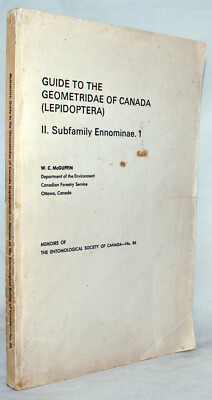 GUIDE TO THE
GEOMETRIDAE OF CANADA
(LEPIDOPTERA)
II. Subfamily Ennominae. 1
W. C. McGUFFIN
Department of the Environment
Canadian Forestry Service
Ottawa, Canada
MEMOIRS OF
THE ENTOMOLOGICAL SOCIETY OF CANADA—No. 86